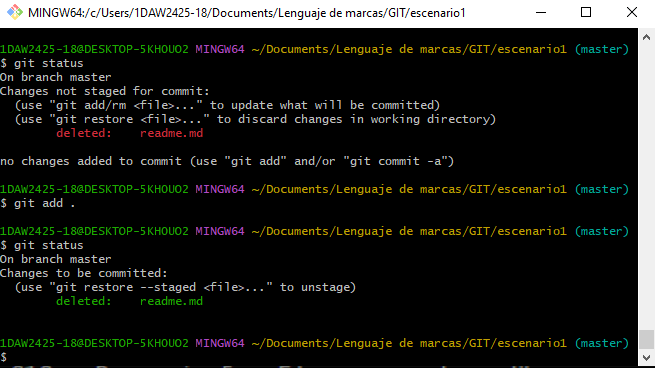 MINGW64:/c/Users/1DAW2425-18/Documents/Lenguaje de marcas/GIT/escenario1
1DAW2425-18@DESKTOP-5KHOUO2 MINGW64 ~/Documents/Lenguaje de marcas/GIT/escenario1 (master)
$ git status
On branch master
Changes not staged for commit:
  (use "git add/rm <file>..." to update what will be committed)
  (use "git restore <file>..." to discard changes in working directory)
        deleted:    readme.md

no changes added to commit (use "git add" and/or "git commit -a")

1DAW2425-18@DESKTOP-5KHOUO2 MINGW64 ~/Documents/Lenguaje de marcas/GIT/escenario1 (master)
$ git add .

1DAW2425-18@DESKTOP-5KHOUO2 MINGW64 ~/Documents/Lenguaje de marcas/GIT/escenario1 (master)
$ git status
On branch master
Changes to be committed:
  (use "git restore --staged <file>..." to unstage)
        deleted:    readme.md

1DAW2425-18@DESKTOP-5KHOUO2 MINGW64 ~/Documents/Lenguaje de marcas/GIT/escenario1 (master)
$